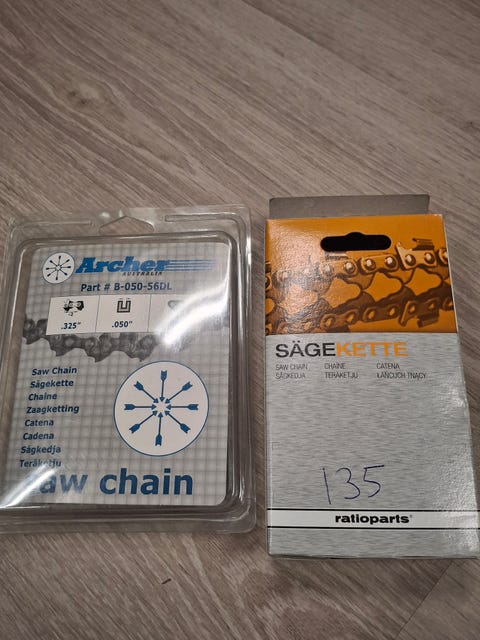 Archer
AUSTRALIA
Part # B-050-56DL
.325"
.050"
Saw Chain
Sägekette
Chaine
Zaagketting
Catena
Cadena
Sågkedja
Teräketju
aw chain
SÄGEKETTE
SAW CHAIN CHAINE CATENA
SÅGKEDJA TERÄKETJU ŁAŃCUCH TNĄCY
135
ratioparts®